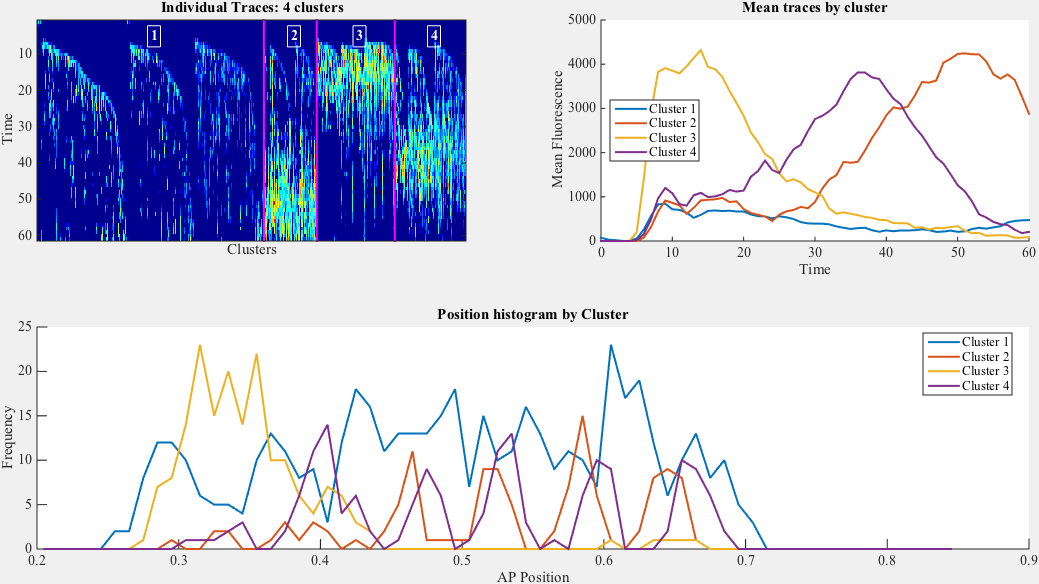 Individual Traces: 4 clusters
1
2
3
4
10
20
30
40
50
60
Time
Clusters
Mean traces by cluster
5000
4000
3000
2000
1000
0
Mean Fluorescence
Cluster 1
Cluster 2
Cluster 3
Cluster 4
0
10
20
30
40
50
60
Time
Position histogram by Cluster
25
20
15
10
5
0
Frequency
Cluster 1
Cluster 2
Cluster 3
Cluster 4
0.2
0.3
0.4
0.5
0.6
0.7
0.8
0.9
AP Position